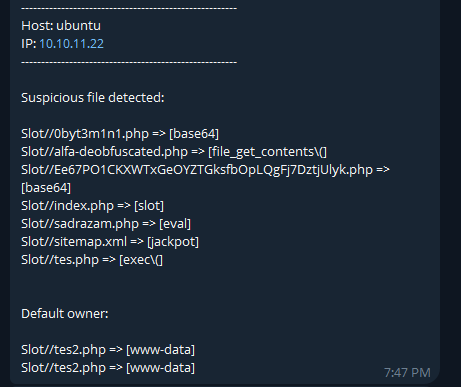 ------------------------------------------------------
Host: ubuntu
IP: 10.10.11.22
------------------------------------------------------
Suspicious file detected:
Slot//0byt3m1n1.php => [base64]
Slot//alfa-deobfuscated.php => [file_get_contents\(]
Slot//Ee67PO1CKXWTxGeOYZTGksfbOpLQgFj7DztjUlyk.php =>
[base64]
Slot//index.php => [slot]
Slot//sadrazam.php => [eval]
Slot//sitemap.xml => [jackpot]
Slot//tes.php => [exec\(]
Default owner:
Slot//tes2.php => [www-data]
Slot//tes2.php => [www-data]
7:47 PM